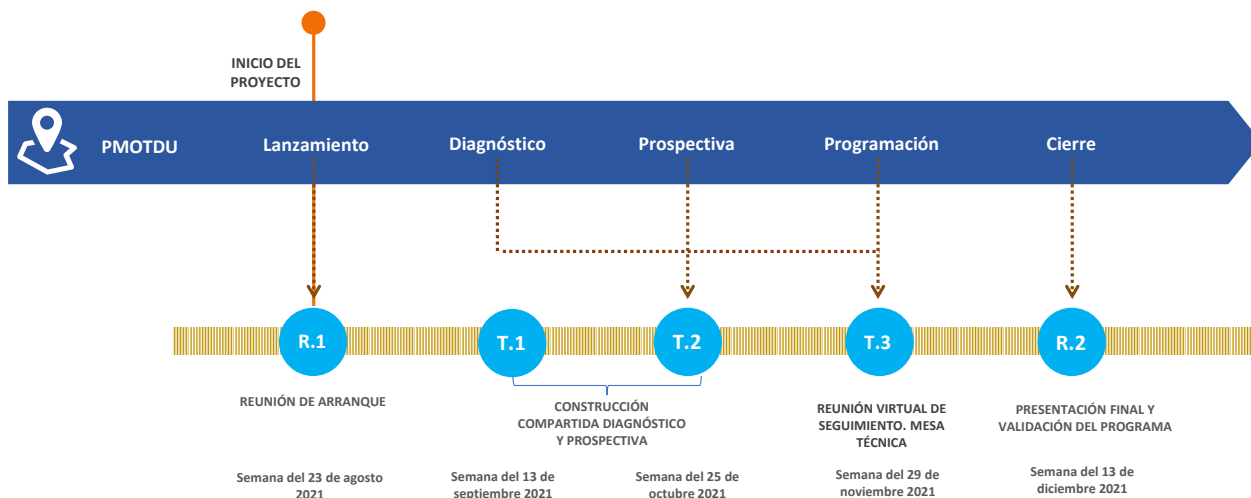 INICIO DEL
PROYECTO
PMOTDU
Lanzamiento
Diagnóstico
Prospectiva
Programación
Cierre
R.1
T.1
T.2
T.3
R.2
REUNIÓN DE ARRANQUE
CONSTRUCCIÓN
COMPARTIDA DIAGNÓSTICO
Y PROSPECTIVA
REUNIÓN VIRTUAL DE
SEGUIMIENTO. MESA
TÉCNICA
PRESENTACIÓN FINAL Y
VALIDACIÓN DEL PROGRAMA
Semana del 23 de agosto
2021
Semana del 13 de
septiembre 2021
Semana del 25 de
octubre 2021
Semana del 29 de
noviembre 2021
Semana del 13 de
diciembre 2021